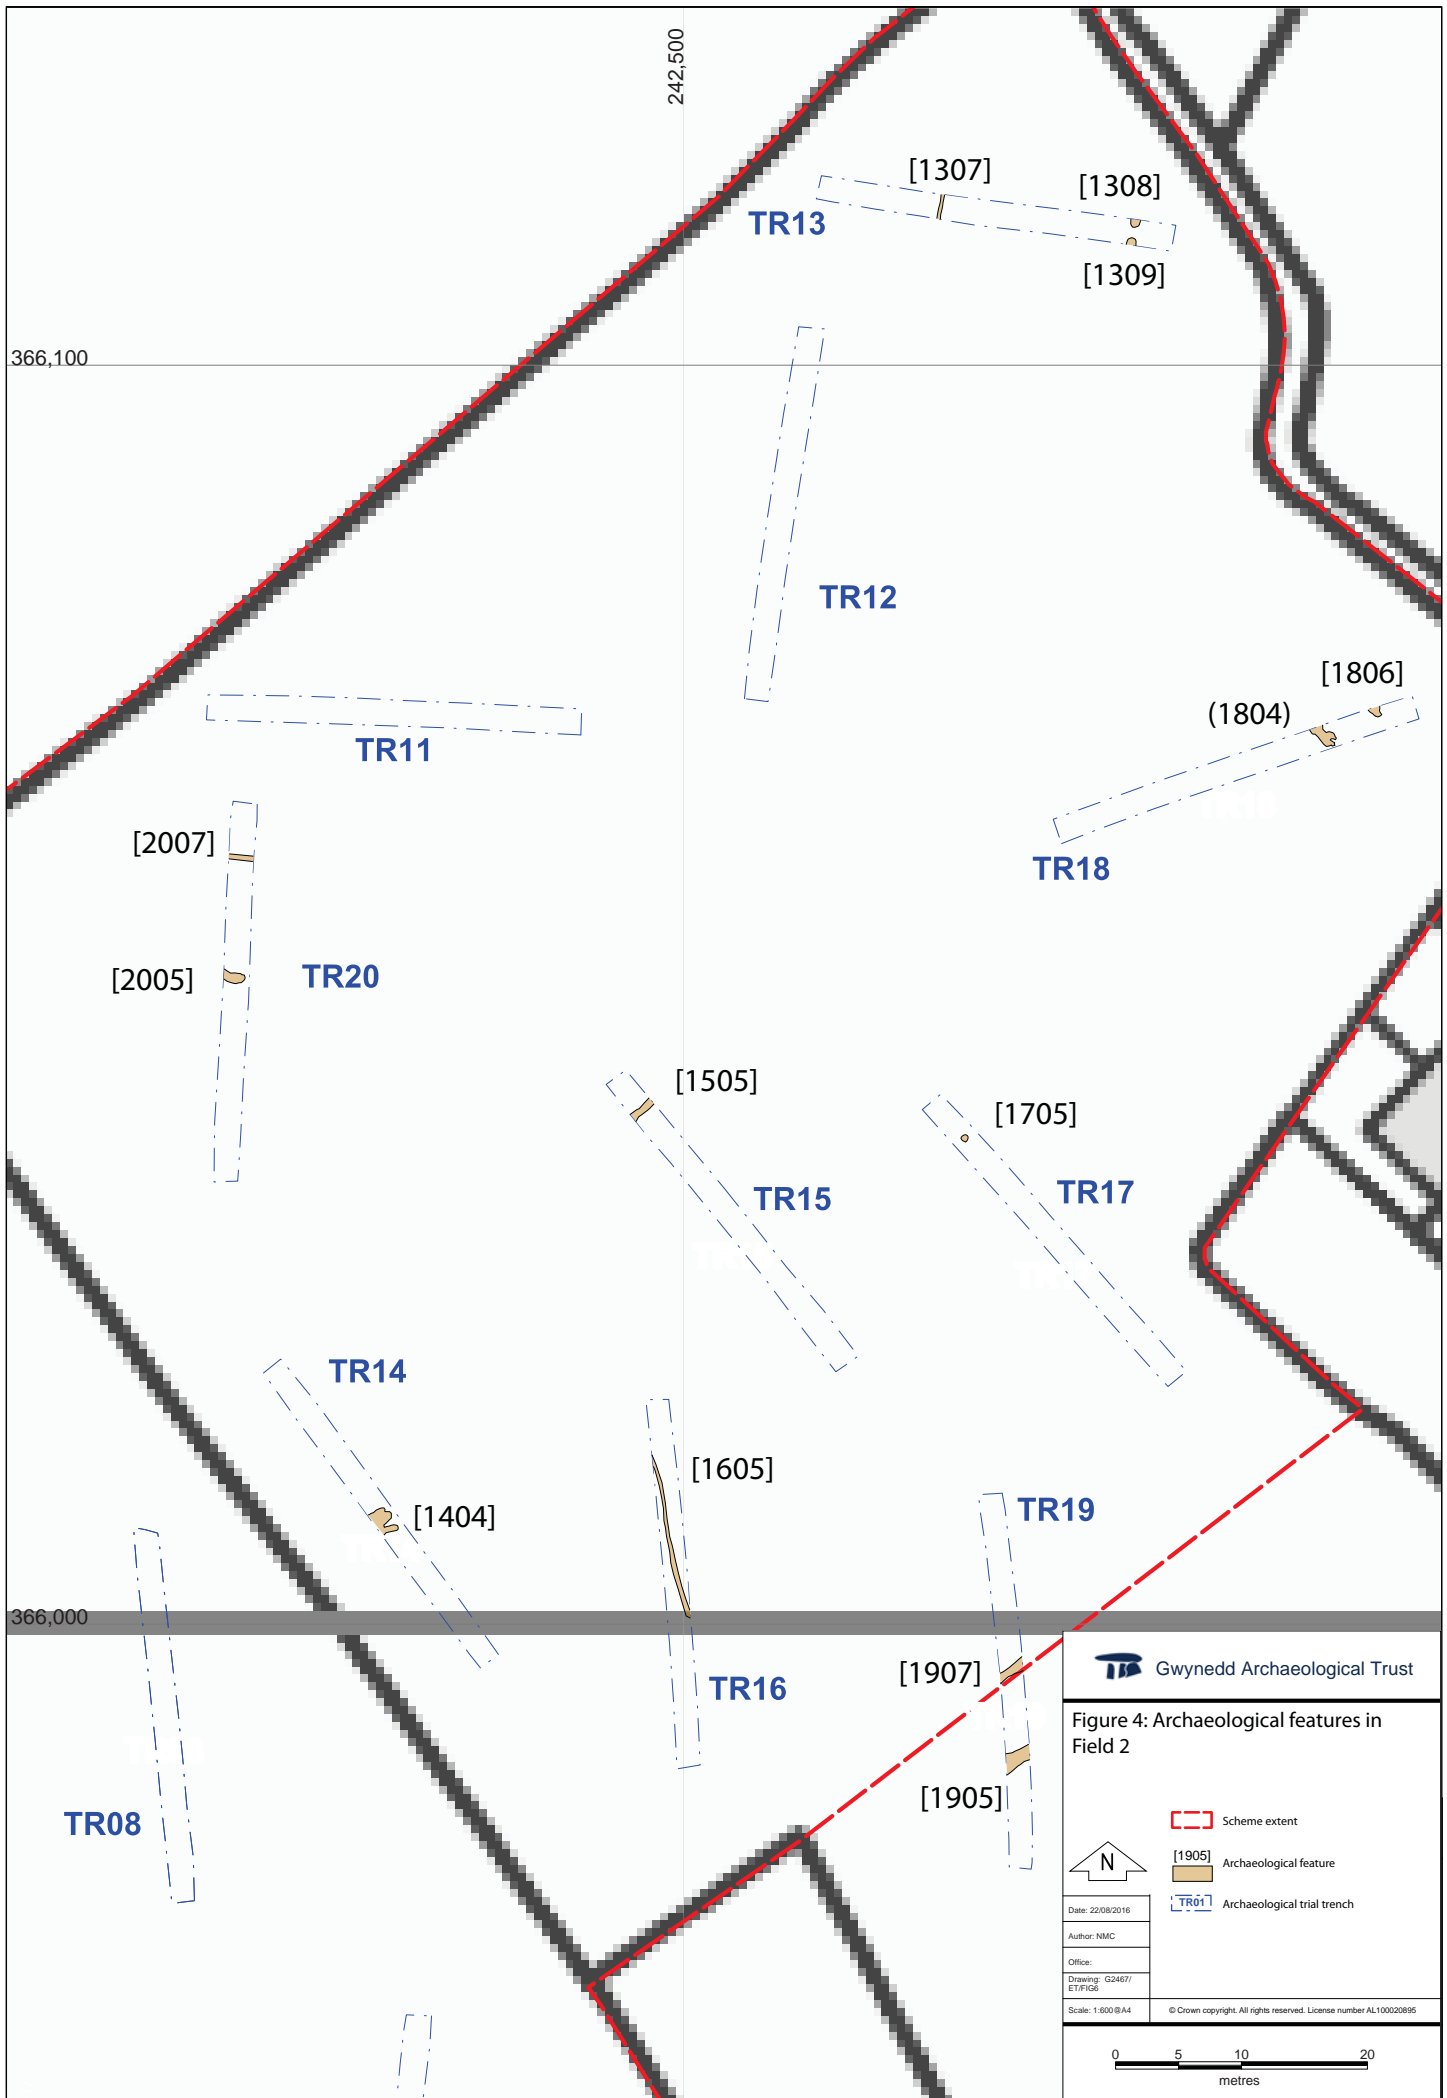 242,500
[1307]
[1308]
TR13
[1309]
366,100
TR12
[1806]
(1804)
TR11
TR18
[2007]
TR20
[2005]
[1505]
[1705]
TR15
TR17
TR14
[1605]
[1404]
TR19
366,000
[1907]
TR16
[1905]
TR08
Gwynedd Archaeological Trust
Figure 4: Archaeological features in
Field 2
Scheme extent
N
[1905]
Archaeological feature
TR01
Archaeological trial trench
Date: 22/08/2016
Author: NMC
Office:
Drawing: G2467/
ET/FIG6
Scale: 1:600@A4
© Crown copyright. All rights reserved. License number AL100020895
0 5 10 20
metres